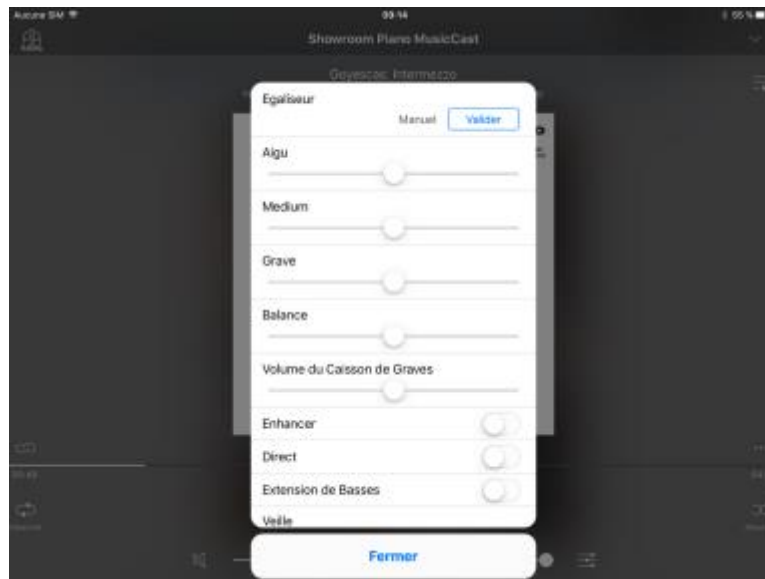 Aucune SIM
09:14
55 %
Showroom Piano MusicCast
Goyescas: Intermezzo
Egaliseur
Manuel
Valider
Aigu
Medium
Grave
Balance
Volume du Caisson de Graves
Enhancer
Direct
Extension de Basses
Veille
Fermer